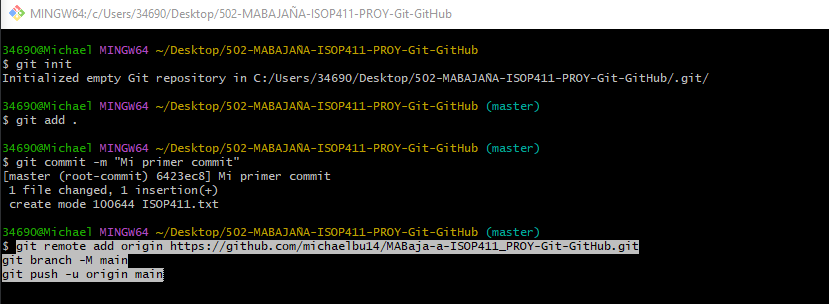 MINGW64:/c/Users/34690/Desktop/502-MABAJAÑA-ISOP411-PROY-Git-GitHub
34690@Michael MINGW64 ~/Desktop/502-MABAJAÑA-ISOP411-PROY-Git-GitHub
$ git init
Initialized empty Git repository in C:/Users/34690/Desktop/502-MABAJAÑA-ISOP411-PROY-Git-GitHub/.git/
34690@Michael MINGW64 ~/Desktop/502-MABAJAÑA-ISOP411-PROY-Git-GitHub (master)
$ git add .
34690@Michael MINGW64 ~/Desktop/502-MABAJAÑA-ISOP411-PROY-Git-GitHub (master)
$ git commit -m "Mi primer commit"
[master (root-commit) 6423ec8] Mi primer commit
 1 file changed, 1 insertion(+)
 create mode 100644 ISOP411.txt
34690@Michael MINGW64 ~/Desktop/502-MABAJAÑA-ISOP411-PROY-Git-GitHub (master)
$ git remote add origin https://github.com/michaelbu14/MABaja-a-ISOP411_PROY-Git-GitHub.git
git branch -M main
git push -u origin main